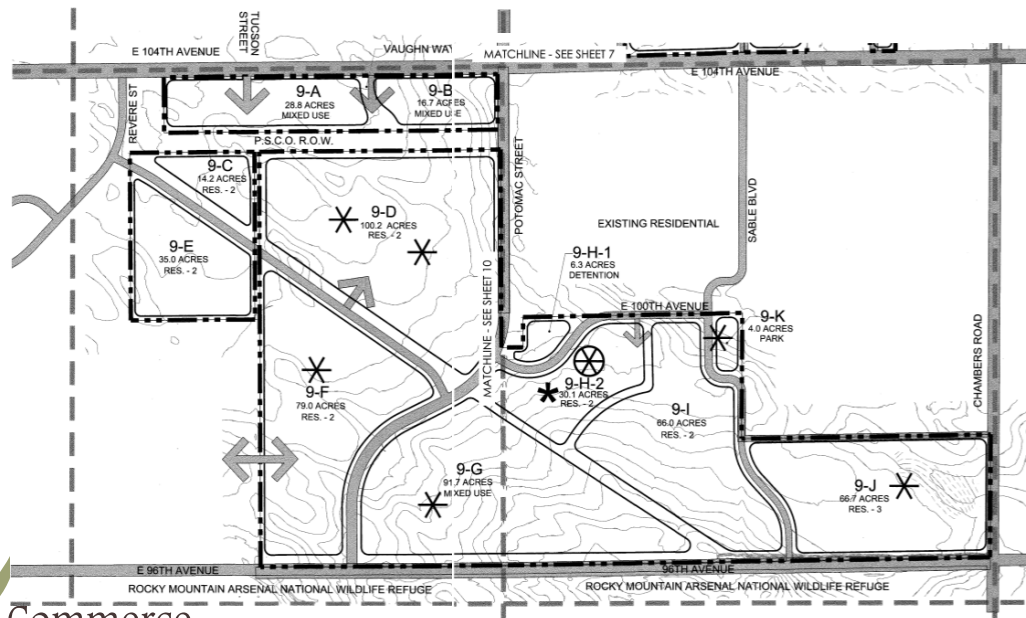 TUCSON
STREET
E 104TH AVENUE
VAUGHN WAY
MATCHLINE - SEE SHEET 7
E 104TH AVENUE
REVERE ST
9-A
28.8 ACRES
MIXED USE
9-B
16.7 ACRES
MIXED USE
P.S.CO. R.O.W.
9-C
14.2 ACRES
RES. - 2
POTOMAC STREET
SABLE BLVD
9-D
100.2 ACRES
RES. - 2
EXISTING RESIDENTIAL
9-E
35.0 ACRES
RES. - 2
9-H-1
6.3 ACRES
DETENTION
MATCHLINE - SEE SHEET 10
E 100TH AVENUE
9-K
4.0 ACRES
PARK
CHAMBERS ROAD
9-F
79.0 ACRES
RES. - 2
9-H-2
30.1 ACRES
RES. - 2
9-I
66.0 ACRES
RES. - 2
9-G
91.7 ACRES
MIXED USE
9-J
66.7 ACRES
RES. - 3
E 96TH AVENUE
96TH AVENUE
ROCKY MOUNTAIN ARSENAL NATIONAL WILDLIFE REFUGE
ROCKY MOUNTAIN ARSENAL NATIONAL WILDLIFE REFUGE
Commerce